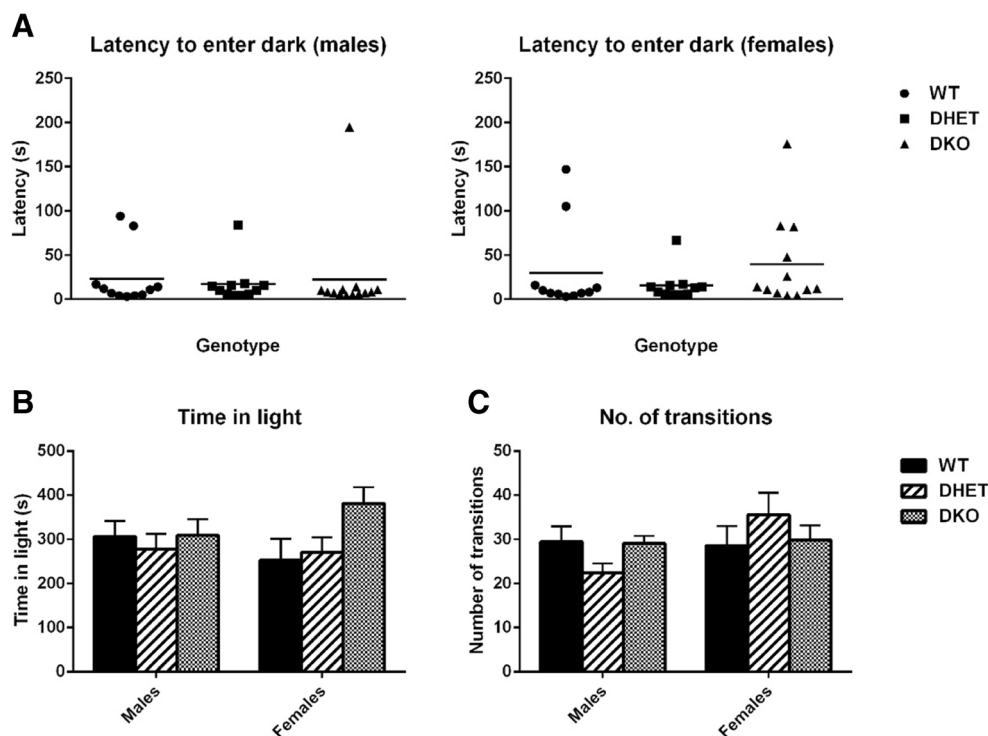 A
Latency to enter dark (males)
250
200
150
100
50
0
Latency (s)
Genotype
Latency to enter dark (females)
250
200
150
100
50
0
Latency (s)
Genotype
WT
DHET
DKO
B
Time in light
500
400
300
200
100
0
Time in light (s)
Males
Females
C
No. of transitions
50
40
30
20
10
0
Number of transitions
Males
Females
WT
DHET
DKO